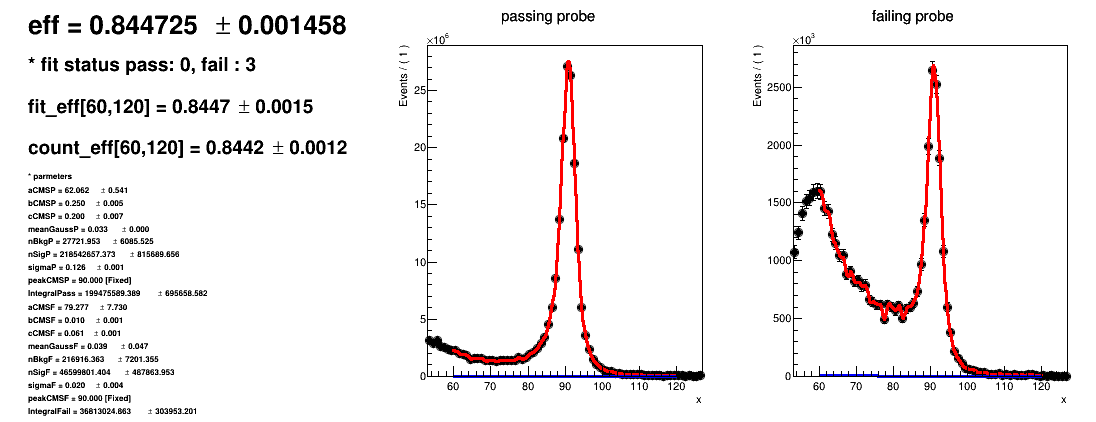 eff = 0.844725 ± 0.001458
* fit status pass: 0, fail : 3
fit_eff[60,120] = 0.8447 ± 0.0015
count_eff[60,120] = 0.8442 ± 0.0012
* parmeters
aCMSP = 62.062 ± 0.541
bCMSP = 0.250 ± 0.005
cCMSP = 0.200 ± 0.007
meanGaussP = 0.033 ± 0.000
nBkgP = 27721.953 ± 6085.525
nSigP = 218542657.373 ± 815689.656
sigmaP = 0.126 ± 0.001
peakCMSP = 90.000 [Fixed]
IntegralPass = 199475589.389 ± 695658.582
aCMSF = 79.277 ± 7.730
bCMSF = 0.010 ± 0.001
cCMSF = 0.061 ± 0.001
meanGaussF = 0.039 ± 0.047
nBkgF = 216916.363 ± 7201.355
nSigF = 46599801.404 ± 487863.953
sigmaF = 0.020 ± 0.004
peakCMSF = 90.000 [Fixed]
IntegralFail = 36813024.863 ± 303953.201
passing probe
×10⁶
Events / ( 1 )
25
20
15
10
5
0
60 70 80 90 100 110 120
x
failing probe
×10³
Events / ( 1 )
2500
2000
1500
1000
500
0
60 70 80 90 100 110 120
x